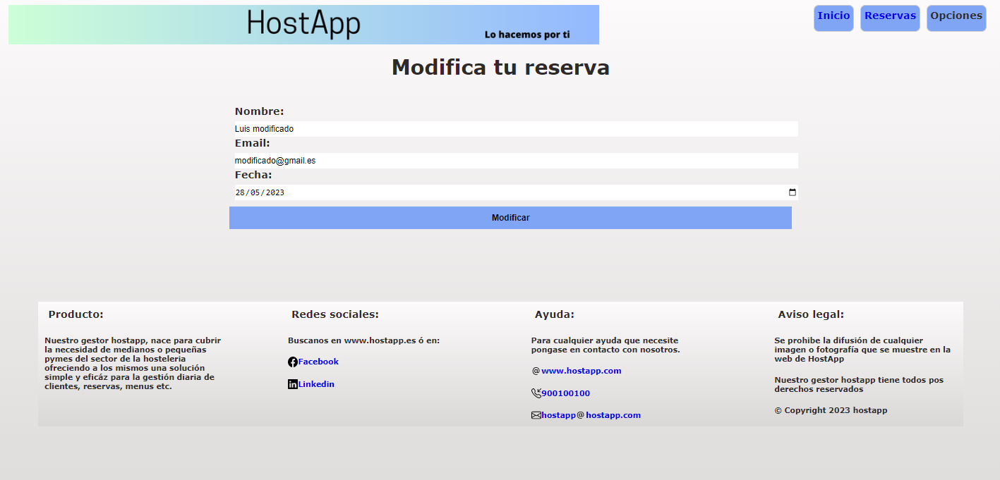 HostApp
Lo hacemos por ti
Inicio
Reservas
Opciones
Modifica tu reserva
Nombre:
Luis modificado
Email:
modificado@gmail.es
Fecha:
28/05/2023
Modificar
Producto:
Nuestro gestor hostapp, nace para cubrir
la necesidad de medianos o pequeñas
pymes del sector de la hosteleria
ofreciendo a los mismos una solución
simple y eficáz para la gestión diaria de
clientes, reservas, menus etc.
Redes sociales:
Buscanos en www.hostapp.es ó en:
Facebook
Linkedin
Ayuda:
Para cualquier ayuda que necesite
pongase en contacto con nosotros.
@www.hostapp.com
900100100
hostapp@hostapp.com
Aviso legal:
Se prohibe la difusión de cualquier
imagen o fotografía que se muestre en la
web de HostApp
Nuestro gestor hostapp tiene todos pos
derechos reservados
© Copyright 2023 hostapp